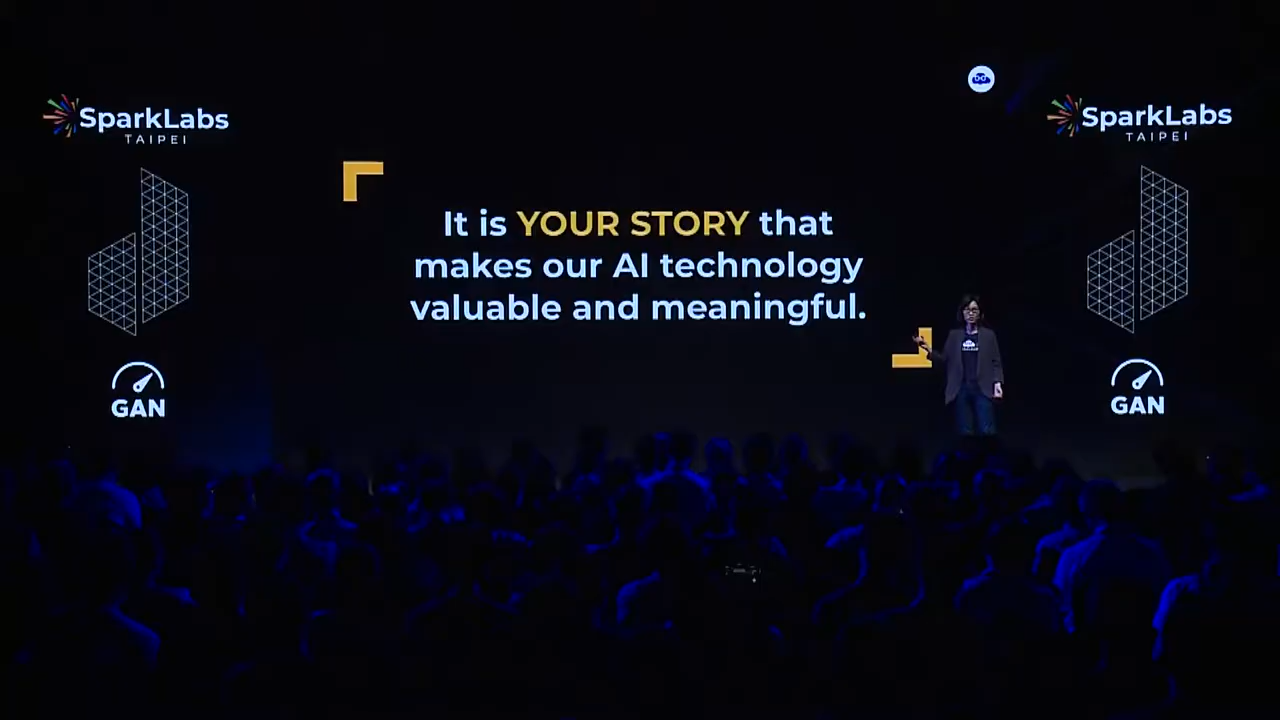 SparkLabs
TAIPEI
GAN
It is YOUR STORY that
makes our AI technology
valuable and meaningful.
SparkLabs
TAIPEI
GAN